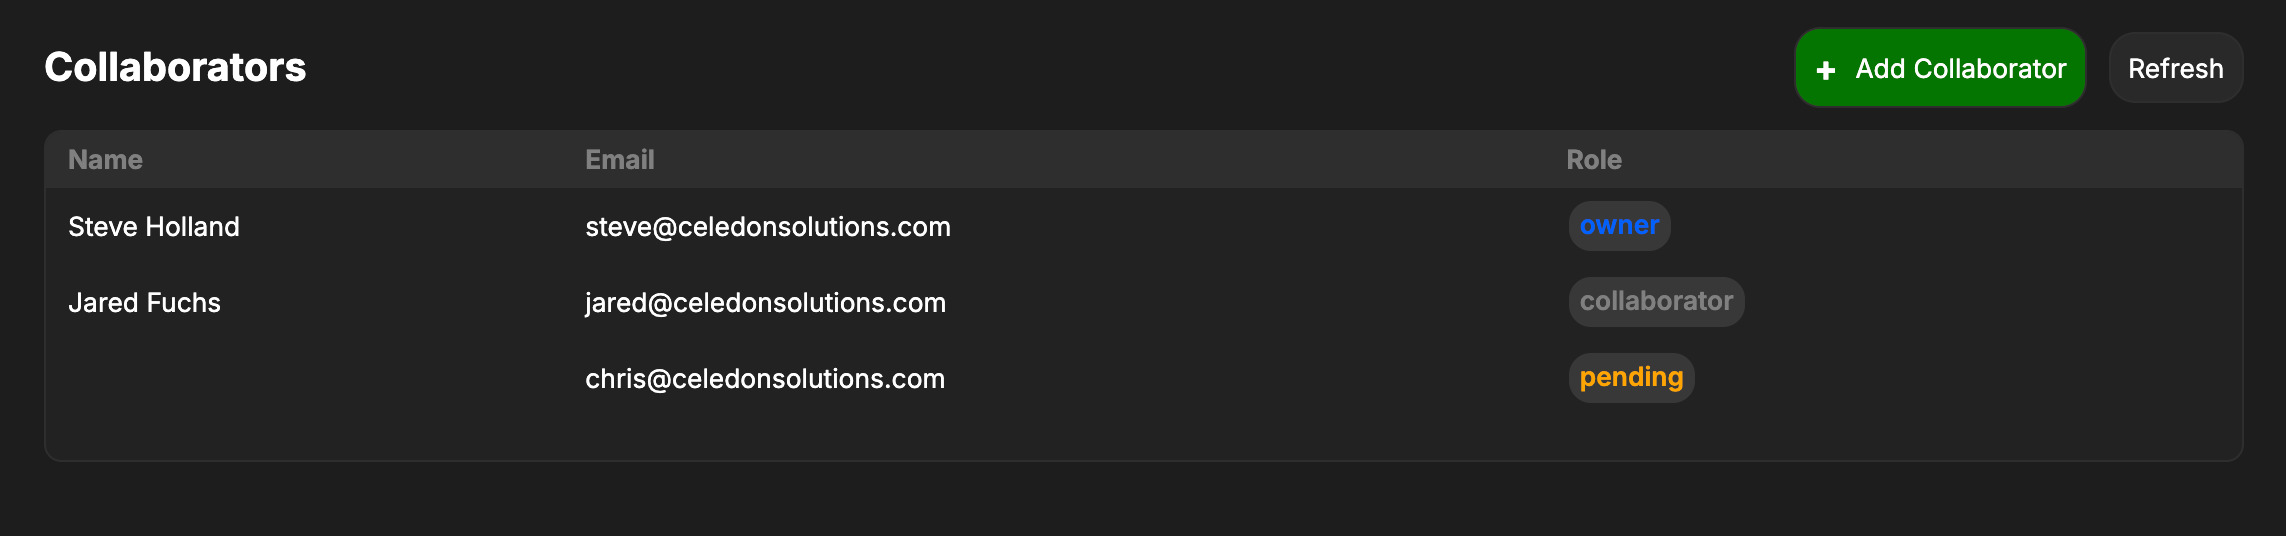 Collaborators
+ Add Collaborator
Refresh
Name Email Role
Steve Holland steve@celedonsolutions.com owner
Jared Fuchs jared@celedonsolutions.com collaborator
chris@celedonsolutions.com pending